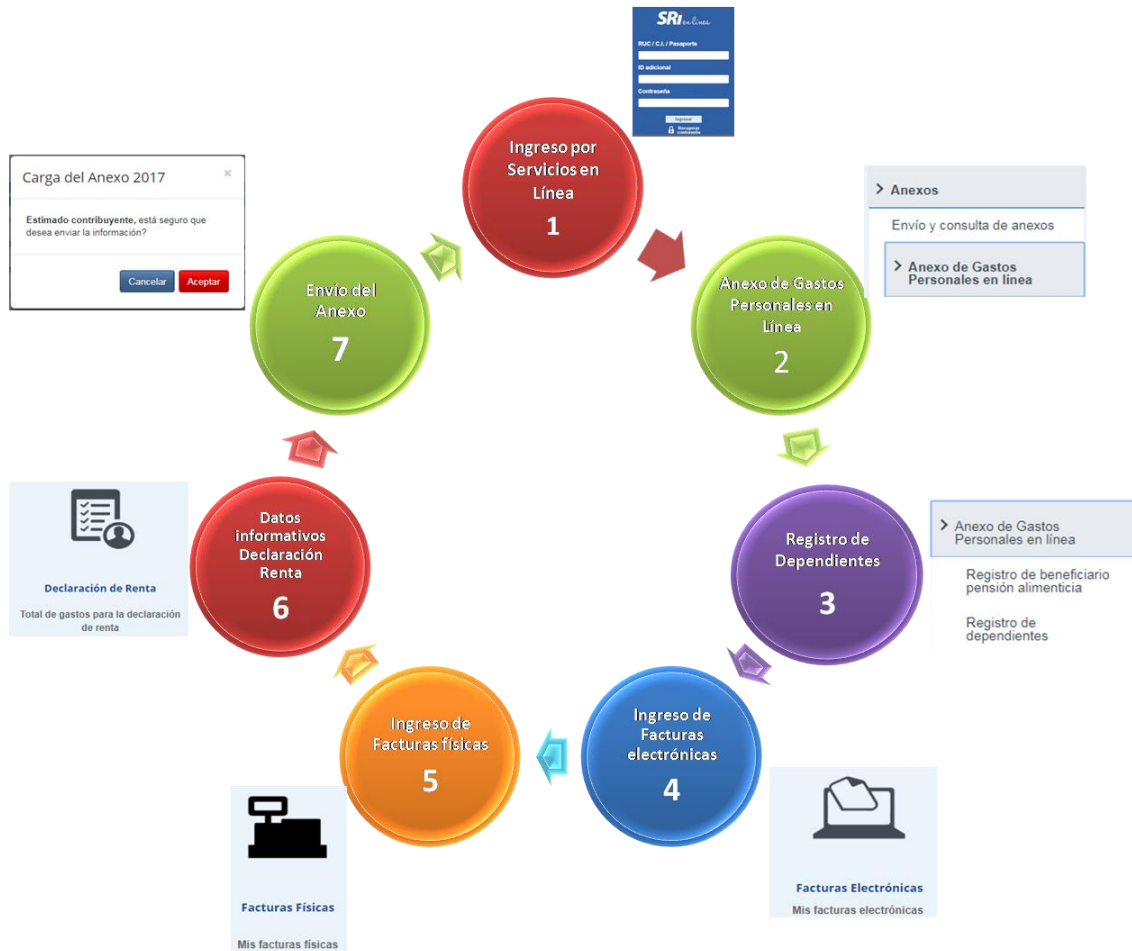 SRi en línea
RUC / C.I. / Pasaporte
ID adicional
Contraseña
Ingresar
Recuperar
contraseña
Ingreso por
Servicios en
Línea
1
> Anexos
Envío y consulta de anexos
> Anexo de Gastos
Personales en línea
Anexo de Gastos
Personales en
Línea
2
> Anexo de Gastos
Personales en línea
Registro de beneficiario
pensión alimenticia
Registro de
dependientes
Registro de
Dependientes
3
Ingreso de
Facturas
electrónicas
4
Facturas Electrónicas
Mis facturas electrónicas
Ingreso de
Facturas físicas
5
Facturas Físicas
Mis facturas físicas
Datos
informativos
Declaración
Renta
6
Declaración de Renta
Total de gastos para la declaración
de renta
Envío del
Anexo
7
Carga del Anexo 2017 ×
Estimado contribuyente, está seguro que
desea enviar la información?
Cancelar Aceptar